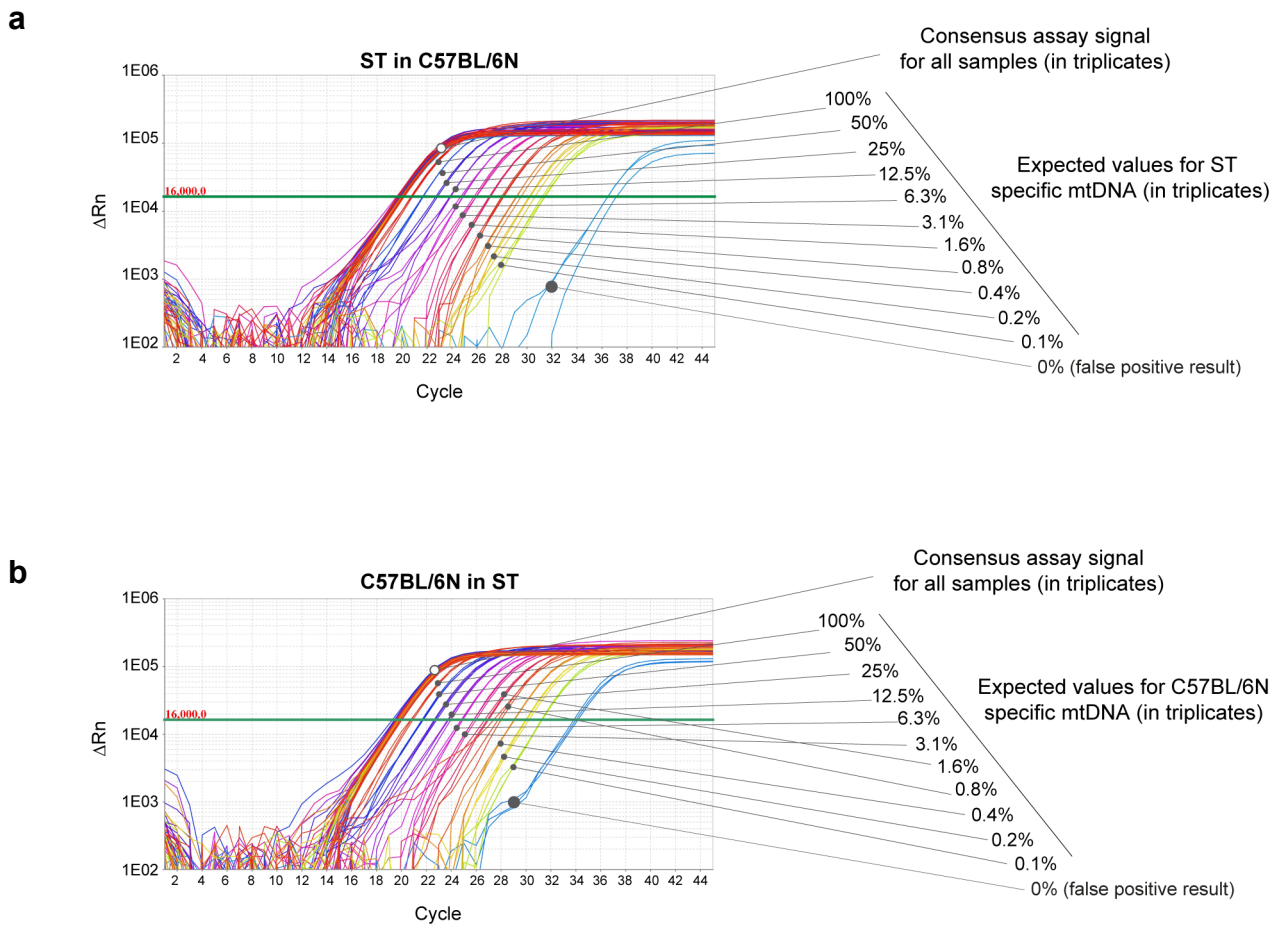 a
ST in C57BL/6N
Consensus assay signal
for all samples (in triplicates)
1E06
1E05
1E04
1E03
1E02
ΔRn
16,000.0
2 4 6 8 10 12 14 16 18 20 22 24 26 28 30 32 34 36 38 40 42 44
Cycle
100%
50%
25%
12.5%
6.3%
3.1%
1.6%
0.8%
0.4%
0.2%
0.1%
0% (false positive result)
Expected values for ST
specific mtDNA (in triplicates)
b
C57BL/6N in ST
Consensus assay signal
for all samples (in triplicates)
1E06
1E05
1E04
1E03
1E02
ΔRn
16,000.0
2 4 6 8 10 12 14 16 18 20 22 24 26 28 30 32 34 36 38 40 42 44
Cycle
100%
50%
25%
12.5%
6.3%
3.1%
1.6%
0.8%
0.4%
0.2%
0.1%
0% (false positive result)
Expected values for C57BL/6N
specific mtDNA (in triplicates)